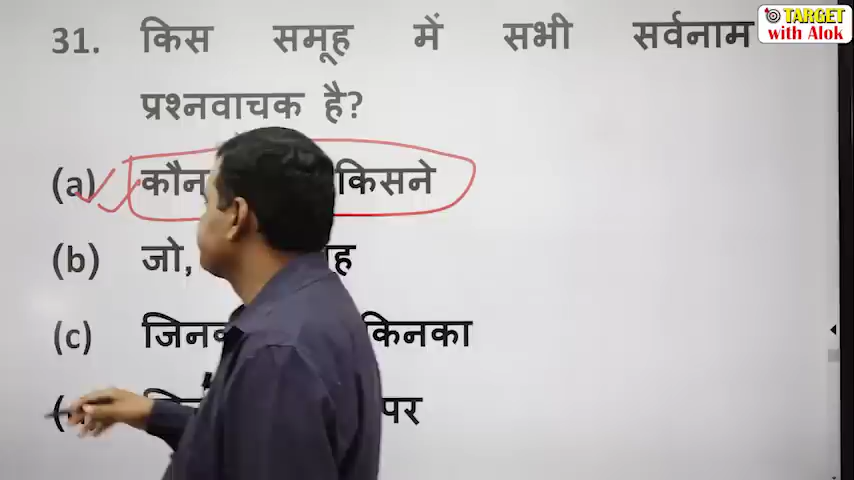 TARGET
with Alok
31. किस समूह में सभी सर्वनाम
प्रश्नवाचक है?
(a) कौन किसने
(b) जो,
(c) किनका
पर